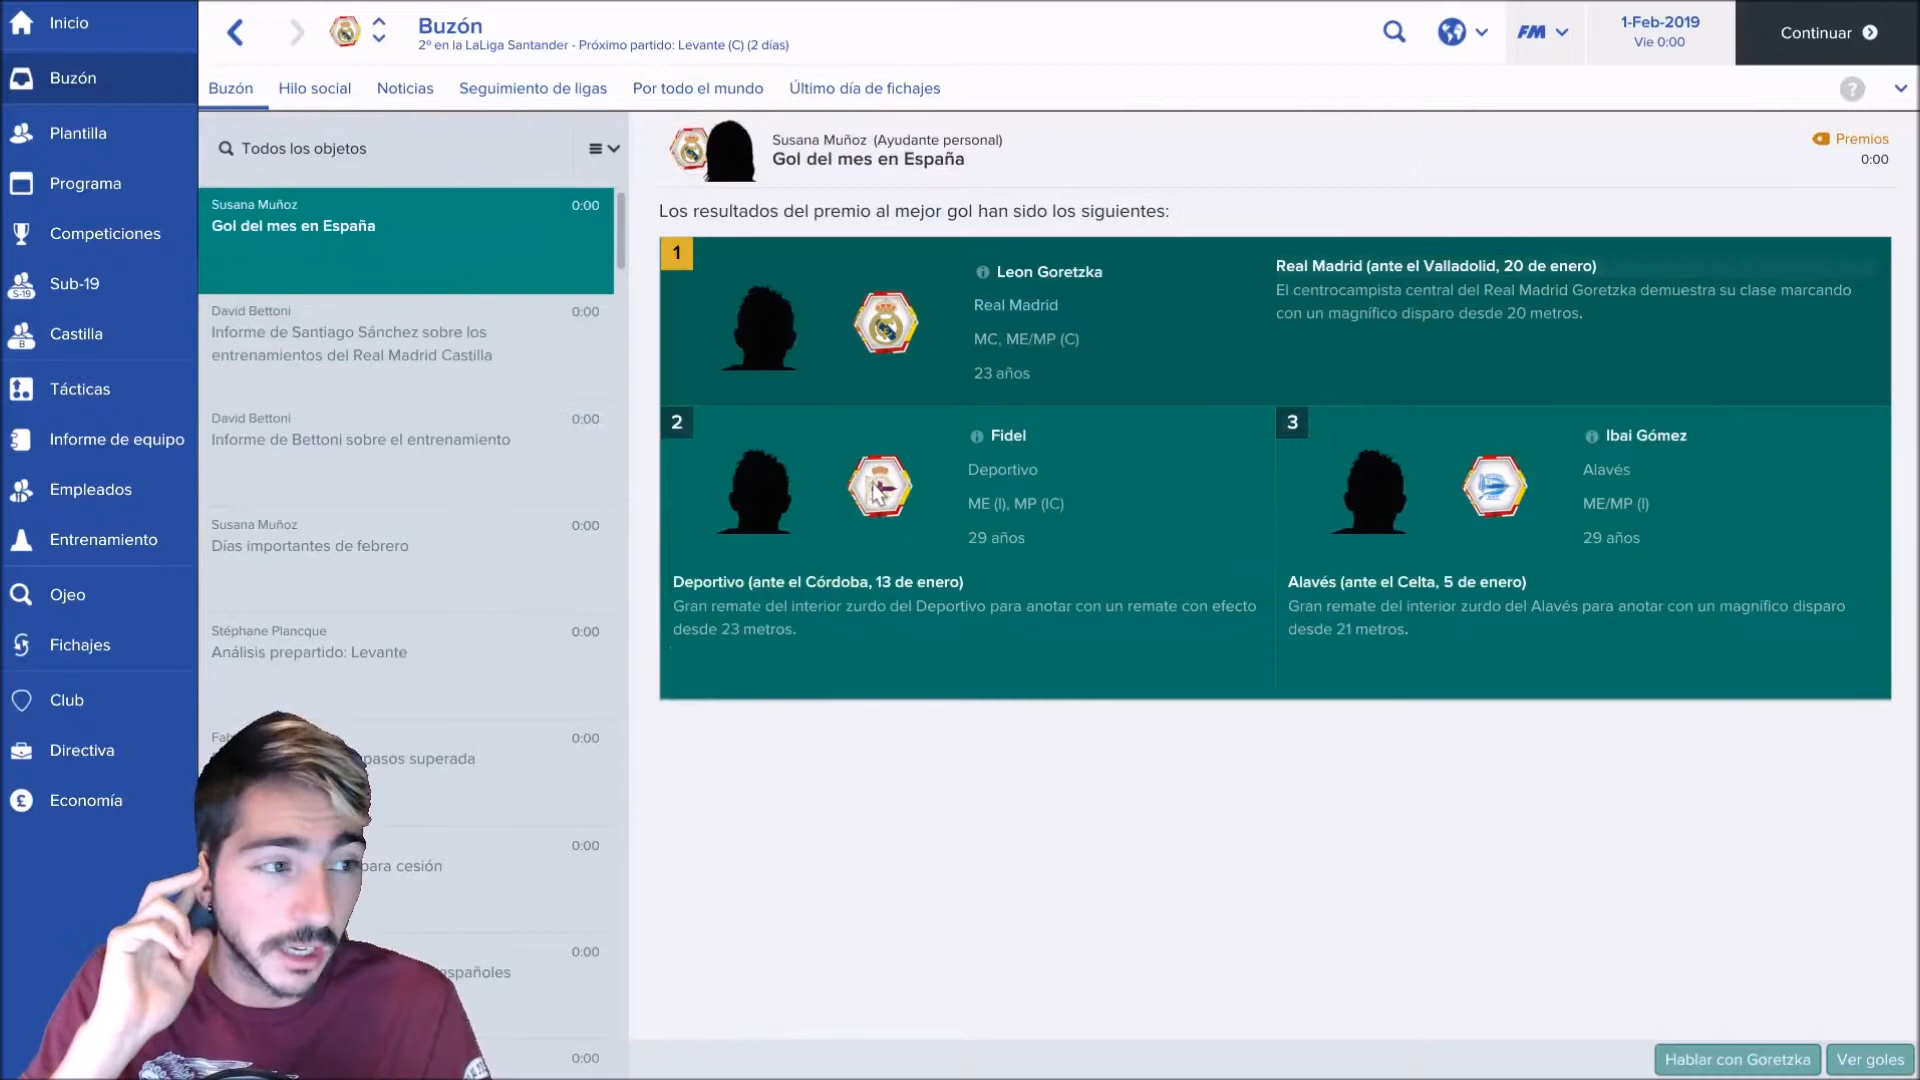 Inicio
Buzón
Plantilla
Programa
Competiciones
S-19
Sub-19
B
Castilla
Tácticas
Informe de equipo
Empleados
Entrenamiento
Ojeo
Fichajes
Club
Directiva
Economía
Buzón
2º en la LaLiga Santander - Próximo partido: Levante (C) (2 días)
FM
1-Feb-2019
Vie 0:00
Continuar
Buzón
Hilo social
Noticias
Seguimiento de ligas
Por todo el mundo
Último día de fichajes
?
Todos los objetos
Susana Muñoz 0:00
Gol del mes en España
David Bettoni 0:00
Informe de Santiago Sánchez sobre los
entrenamientos del Real Madrid Castilla
David Bettoni 0:00
Informe de Bettoni sobre el entrenamiento
Susana Muñoz 0:00
Días importantes de febrero
Stéphane Plancque 0:00
Análisis prepartido: Levante
0:00
pasos superada
0:00
para cesión
0:00
españoles
0:00
Susana Muñoz (Ayudante personal)
Gol del mes en España
Premios
0:00
Los resultados del premio al mejor gol han sido los siguientes:
1
Leon Goretzka
Real Madrid
MC, ME/MP (C)
23 años
Real Madrid (ante el Valladolid, 20 de enero)
El centrocampista central del Real Madrid Goretzka demuestra su clase marcando
con un magnífico disparo desde 20 metros.
2
Fidel
Deportivo
ME (I), MP (IC)
29 años
Deportivo (ante el Córdoba, 13 de enero)
Gran remate del interior zurdo del Deportivo para anotar con un remate con efecto
desde 23 metros.
3
Ibai Gómez
Alavés
ME/MP (I)
29 años
Alavés (ante el Celta, 5 de enero)
Gran remate del interior zurdo del Alavés para anotar con un magnífico disparo
desde 21 metros.
Hablar con Goretzka
Ver goles